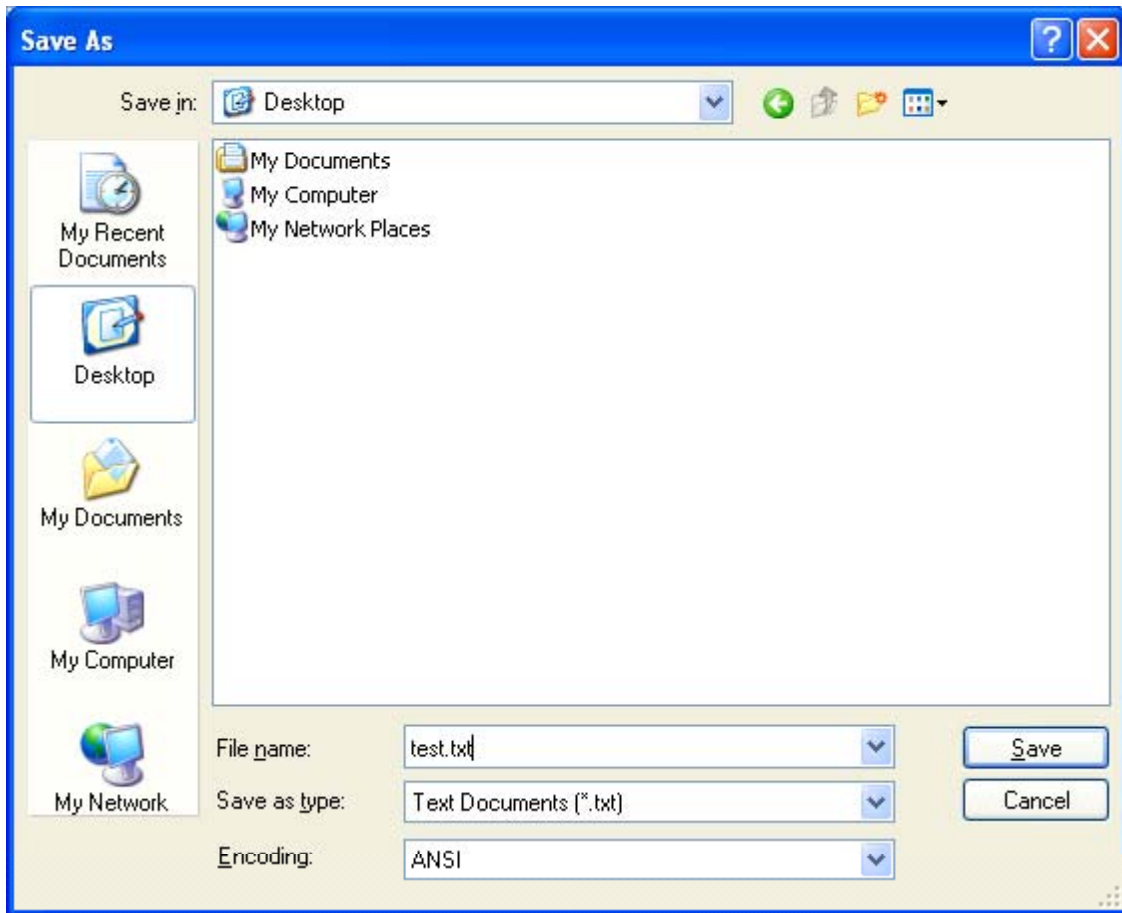 Save As
Save in:
Desktop
My Recent
Documents
Desktop
My Documents
My Computer
My Network
My Documents
My Computer
My Network Places
File name:
test.txt
Save
Save as type:
Text Documents (*.txt)
Cancel
Encoding:
ANSI